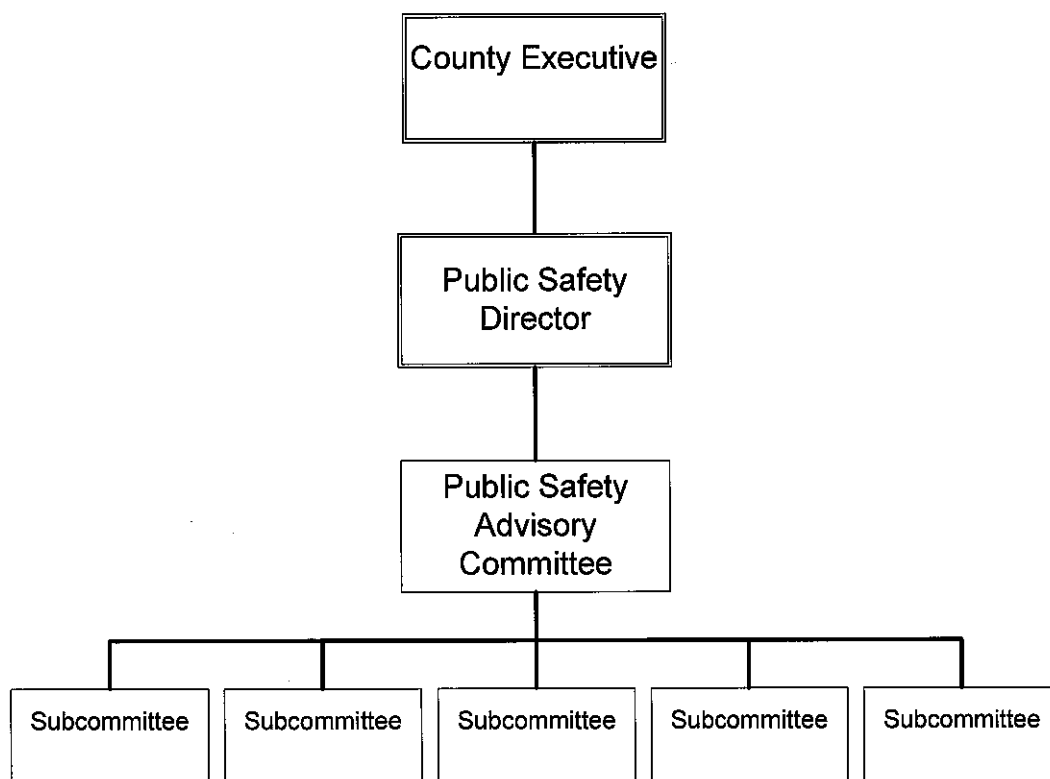 County Executive
Public Safety
Director
Public Safety
Advisory
Committee
Subcommittee
Subcommittee
Subcommittee
Subcommittee
Subcommittee